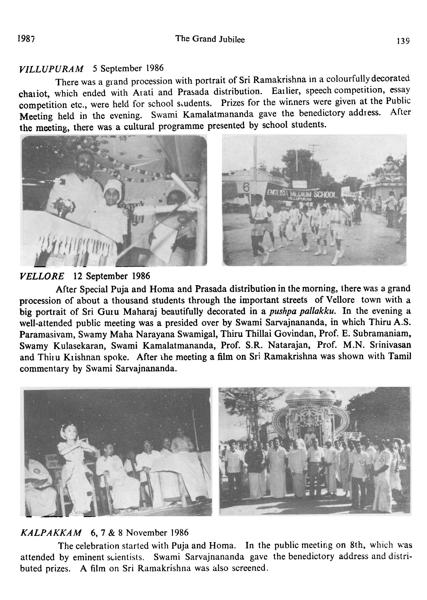 1987
The Grand Jubilee
139
VILLUPURAM 5 September 1986
There was a grand procession with portrait of Sri Ramakrishna in a colourfully decorated
chariot, which ended with Arati and Prasada distribution. Earlier, speech competition, essay
competition etc., were held for school students. Prizes for the winners were given at the Public
Meeting held in the evening. Swami Kamalatmananda gave the benedictory address. After
the meeting, there was a cultural programme presented by school students.
6
ENGLISH MEDIUM SCHOOL
VILLUPURAM
VELLORE 12 September 1986
After Special Puja and Homa and Prasada distribution in the morning, there was a grand
procession of about a thousand students through the important streets of Vellore town with a
big portrait of Sri Guru Maharaj beautifully decorated in a pushpa pallakku. In the evening a
well-attended public meeting was a presided over by Swami Sarvajnananda, in which Thiru A.S.
Paramasivam, Swamy Maha Narayana Swamigal, Thiru Thillai Govindan, Prof. E. Subramaniam,
Swamy Kulasekaran, Swami Kamalatmananda, Prof. S.R. Natarajan, Prof. M.N. Srinivasan
and Thiru Krishnan spoke. After the meeting a film on Sri Ramakrishna was shown with Tamil
commentary by Swami Sarvajnananda.
KALPAKKAM 6, 7 & 8 November 1986
The celebration started with Puja and Homa. In the public meeting on 8th, which was
attended by eminent scientists. Swami Sarvajnananda gave the benedictory address and distri-
buted prizes. A film on Sri Ramakrishna was also screened.